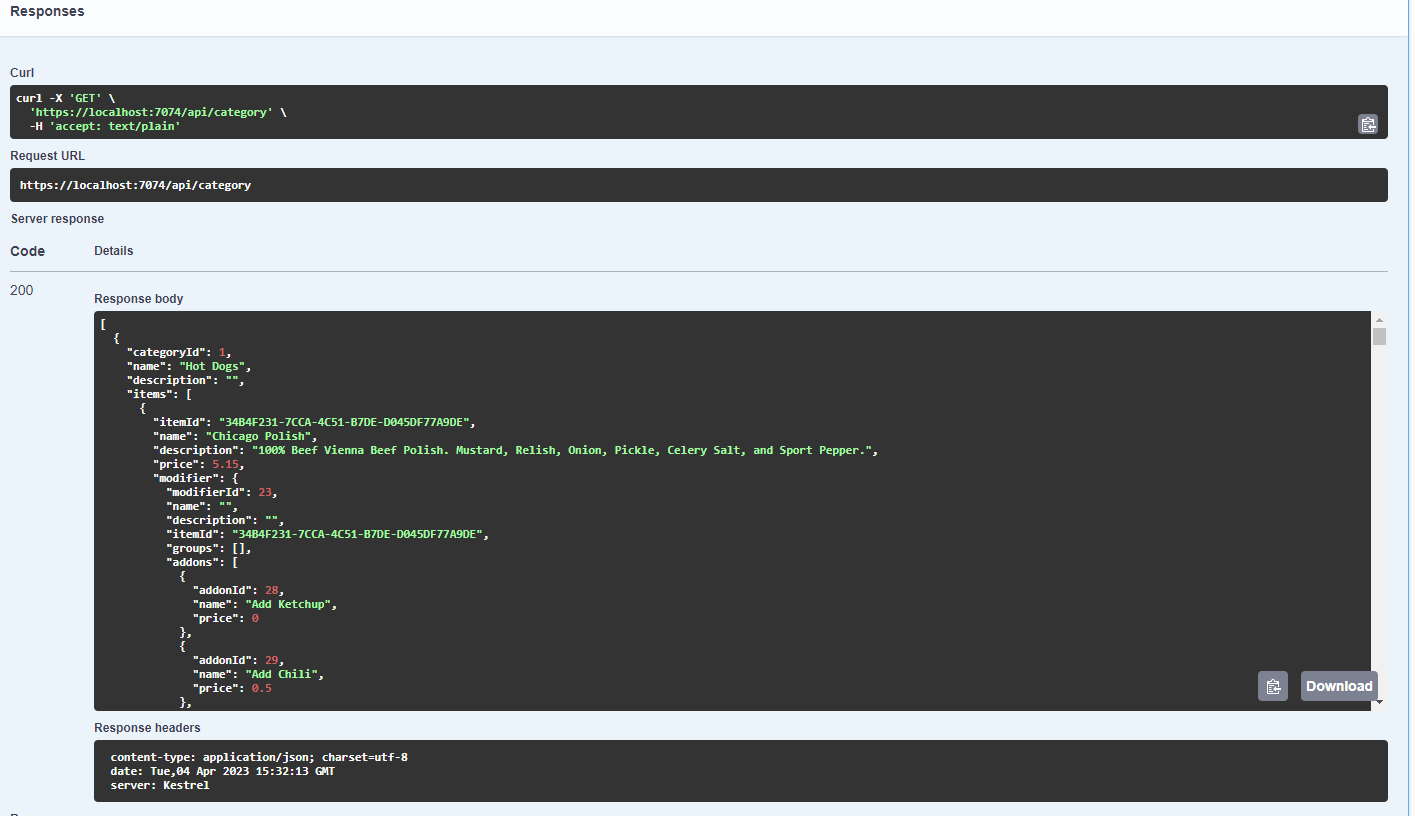 Responses
Curl
curl -X 'GET' \
  'https://localhost:7074/api/category' \
  -H 'accept: text/plain'
Request URL
https://localhost:7074/api/category
Server response
Code Details
200
Response body
[
  {
    "categoryId": 1,
    "name": "Hot Dogs",
    "description": "",
    "items": [
      {
        "itemId": "34B4F231-7CCA-4C51-B7DE-D045DF77A9DE",
        "name": "Chicago Polish",
        "description": "100% Beef Vienna Beef Polish. Mustard, Relish, Onion, Pickle, Celery Salt, and Sport Pepper.",
        "price": 5.15,
        "modifier": {
          "modifierId": 23,
          "name": "",
          "description": "",
          "itemId": "34B4F231-7CCA-4C51-B7DE-D045DF77A9DE",
          "groups": [],
          "addons": [
            {
              "addonId": 28,
              "name": "Add Ketchup",
              "price": 0
            },
            {
              "addonId": 29,
              "name": "Add Chili",
              "price": 0.5
            },
Download
Response headers
content-type: application/json; charset=utf-8
date: Tue,04 Apr 2023 15:32:13 GMT
server: Kestrel